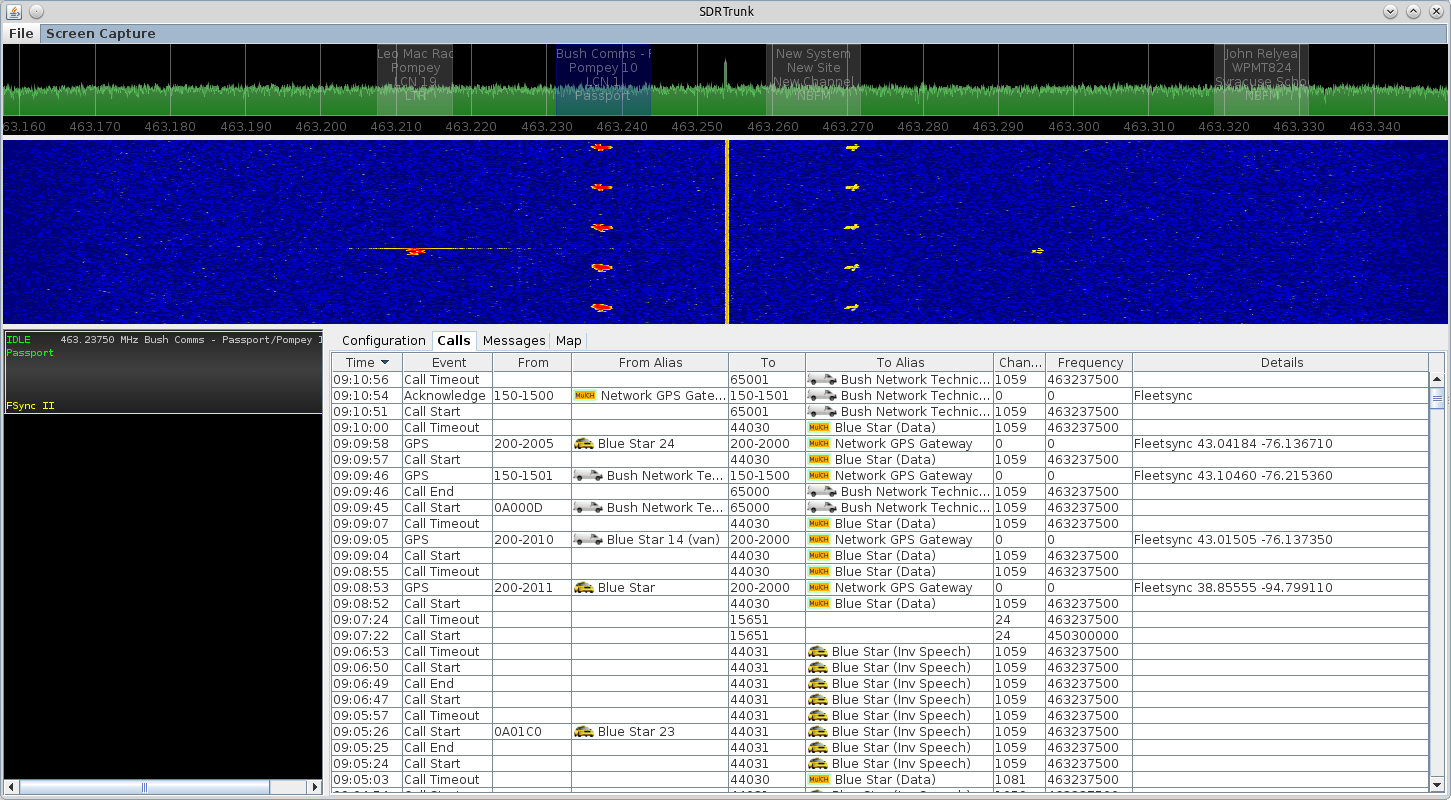 SDRTrunk
File Screen Capture
Leo Mac Rac
Pompey
LCN 19
LTR
Bush Comms - F
Pompey 10
LCN 1
Passport
New System
New Site
New Channel
NBFM
John Relyea
WPMT824
Syracuse Scho
NBFM
63.160 463.170 463.180 463.190 463.200 463.210 463.220 463.230 463.240 463.250 463.260 463.270 463.280 463.290 463.300 463.310 463.320 463.330 463.340
IDLE 463.23750 MHz Bush Comms - Passport/Pompey 1
Passport
FSync II
Configuration Calls Messages Map
Time Event From From Alias To To Alias Chan... Frequency Details
09:10:56 Call Timeout 65001 Bush Network Technic... 1059 463237500
09:10:54 Acknowledge 150-1500 MultCH Network GPS Gate... 150-1501 Bush Network Technic... 0 0 Fleetsync
09:10:51 Call Start 65001 Bush Network Technic... 1059 463237500
09:10:00 Call Timeout 44030 MultCH Blue Star (Data) 1059 463237500
09:09:58 GPS 200-2005 Blue Star 24 200-2000 MultCH Network GPS Gateway 0 0 Fleetsync 43.04184 -76.136710
09:09:57 Call Start 44030 MultCH Blue Star (Data) 1059 463237500
09:09:46 GPS 150-1501 Bush Network Te... 150-1500 MultCH Network GPS Gateway 0 0 Fleetsync 43.10460 -76.215360
09:09:46 Call End 65000 Bush Network Technic... 1059 463237500
09:09:45 Call Start 0A000D Bush Network Te... 65000 Bush Network Technic... 1059 463237500
09:09:07 Call Timeout 44030 MultCH Blue Star (Data) 1059 463237500
09:09:05 GPS 200-2010 Blue Star 14 (van) 200-2000 MultCH Network GPS Gateway 0 0 Fleetsync 43.01505 -76.137350
09:09:04 Call Start 44030 MultCH Blue Star (Data) 1059 463237500
09:08:55 Call Timeout 44030 MultCH Blue Star (Data) 1059 463237500
09:08:53 GPS 200-2011 Blue Star 200-2000 MultCH Network GPS Gateway 0 0 Fleetsync 38.85555 -94.799110
09:08:52 Call Start 44030 MultCH Blue Star (Data) 1059 463237500
09:07:24 Call Timeout 15651 24 463237500
09:07:22 Call Start 15651 24 450300000
09:06:53 Call Timeout 44031 Blue Star (Inv Speech) 1059 463237500
09:06:50 Call Start 44031 Blue Star (Inv Speech) 1059 463237500
09:06:49 Call End 44031 Blue Star (Inv Speech) 1059 463237500
09:06:47 Call Start 44031 Blue Star (Inv Speech) 1059 463237500
09:05:57 Call Timeout 44031 Blue Star (Inv Speech) 1059 463237500
09:05:26 Call Start 0A01C0 Blue Star 23 44031 Blue Star (Inv Speech) 1059 463237500
09:05:25 Call End 44031 Blue Star (Inv Speech) 1059 463237500
09:05:24 Call Start 44031 Blue Star (Inv Speech) 1059 463237500
09:05:03 Call Timeout 44030 MultCH Blue Star (Data) 1081 463237500